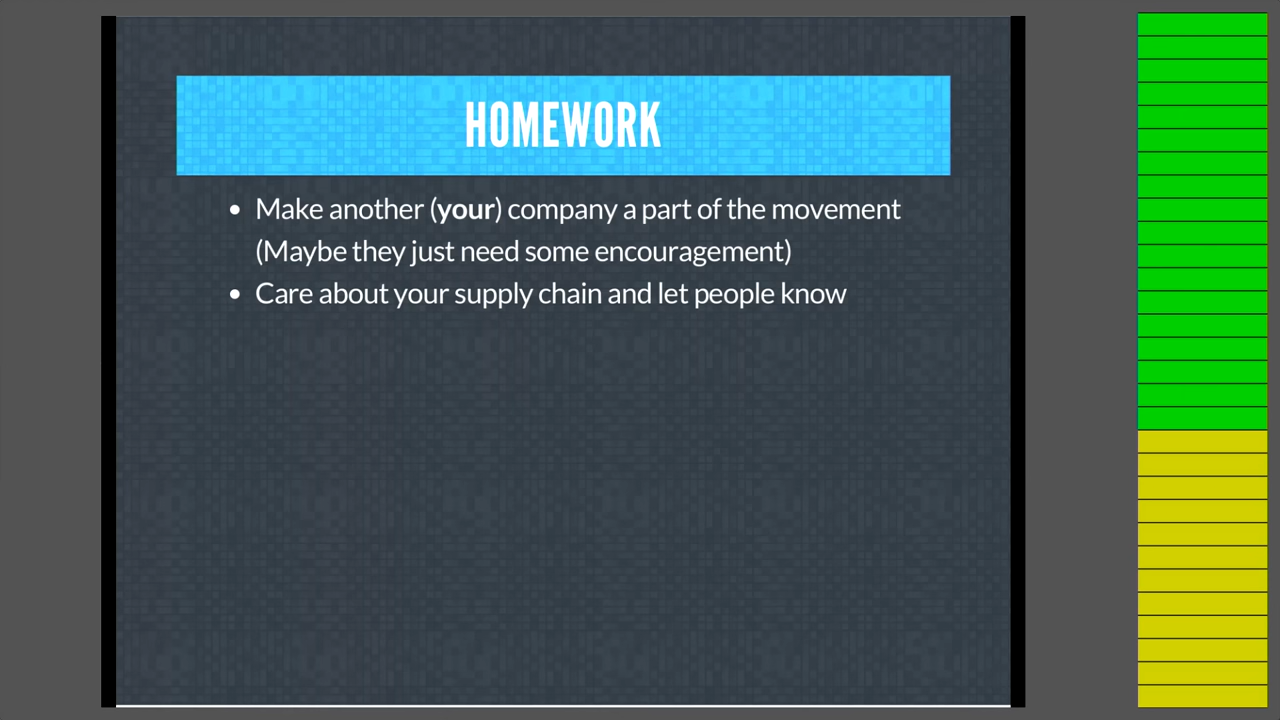 HOMEWORK
• Make another (your) company a part of the movement
(Maybe they just need some encouragement)
• Care about your supply chain and let people know